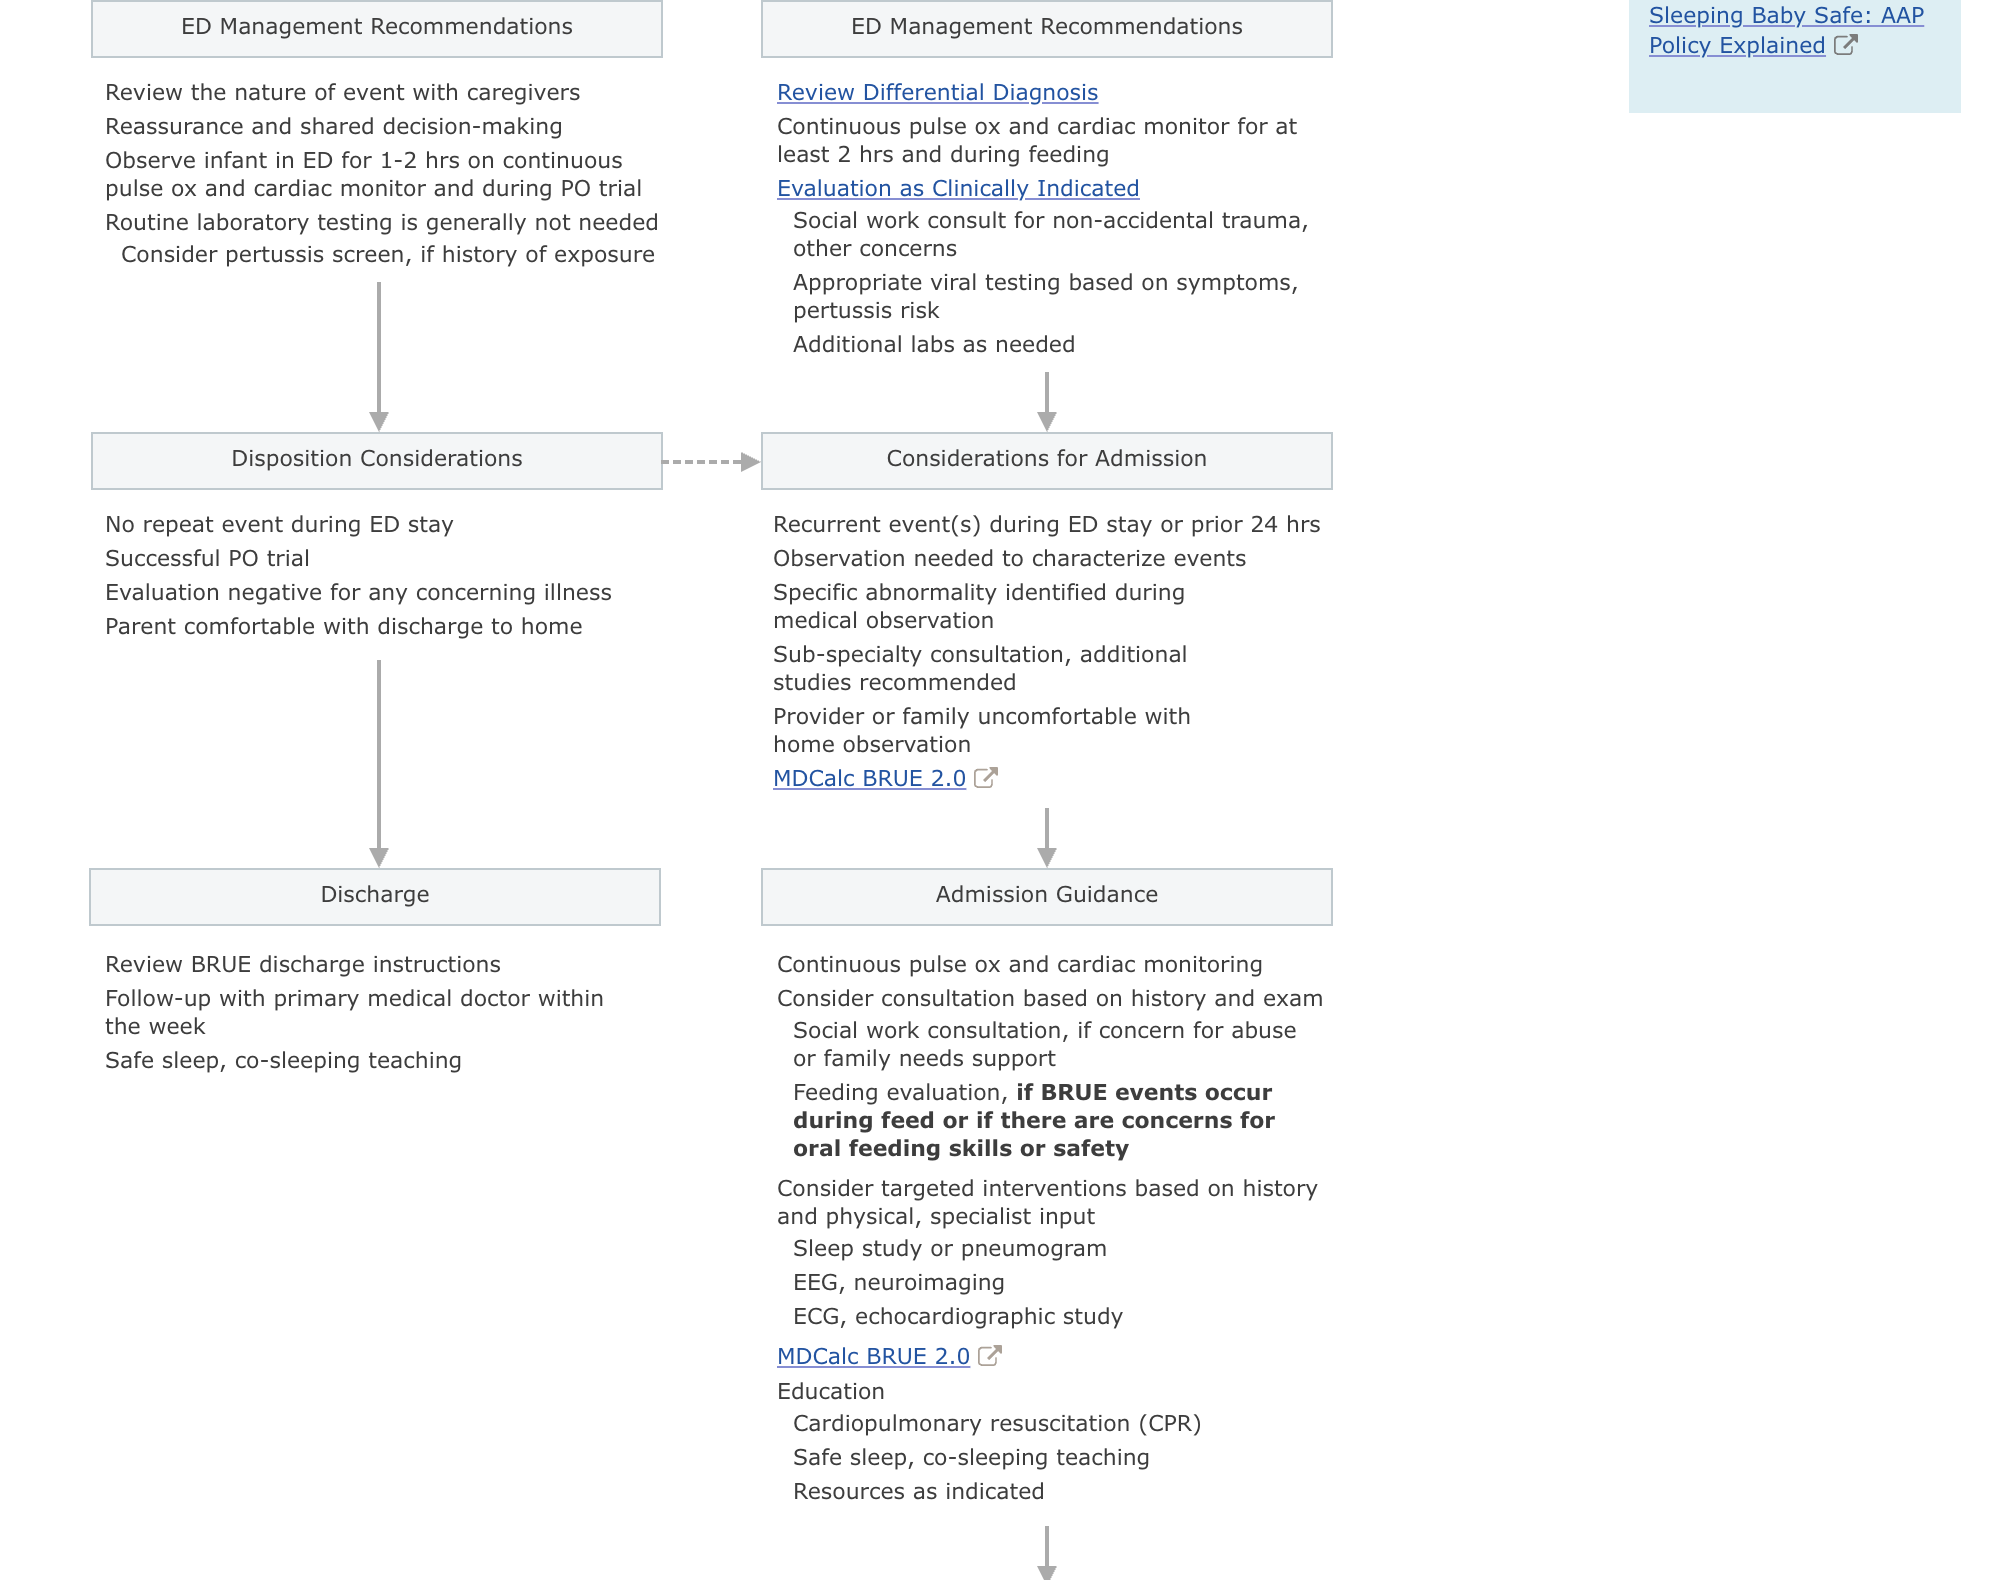 ED Management Recommendations
Review the nature of event with caregivers
Reassurance and shared decision-making
Observe infant in ED for 1-2 hrs on continuous
pulse ox and cardiac monitor and during PO trial
Routine laboratory testing is generally not needed
Consider pertussis screen, if history of exposure
Disposition Considerations
No repeat event during ED stay
Successful PO trial
Evaluation negative for any concerning illness
Parent comfortable with discharge to home
Discharge
Review BRUE discharge instructions
Follow-up with primary medical doctor within
the week
Safe sleep, co-sleeping teaching
ED Management Recommendations
Review Differential Diagnosis
Continuous pulse ox and cardiac monitor for at
least 2 hrs and during feeding
Evaluation as Clinically Indicated
Social work consult for non-accidental trauma,
other concerns
Appropriate viral testing based on symptoms,
pertussis risk
Additional labs as needed
Considerations for Admission
Recurrent event(s) during ED stay or prior 24 hrs
Observation needed to characterize events
Specific abnormality identified during
medical observation
Sub-specialty consultation, additional
studies recommended
Provider or family uncomfortable with
home observation
MDCalc BRUE 2.0
Admission Guidance
Continuous pulse ox and cardiac monitoring
Consider consultation based on history and exam
Social work consultation, if concern for abuse
or family needs support
Feeding evaluation, if BRUE events occur
during feed or if there are concerns for
oral feeding skills or safety
Consider targeted interventions based on history
and physical, specialist input
Sleep study or pneumogram
EEG, neuroimaging
ECG, echocardiographic study
MDCalc BRUE 2.0
Education
Cardiopulmonary resuscitation (CPR)
Safe sleep, co-sleeping teaching
Resources as indicated
Sleeping Baby Safe: AAP
Policy Explained